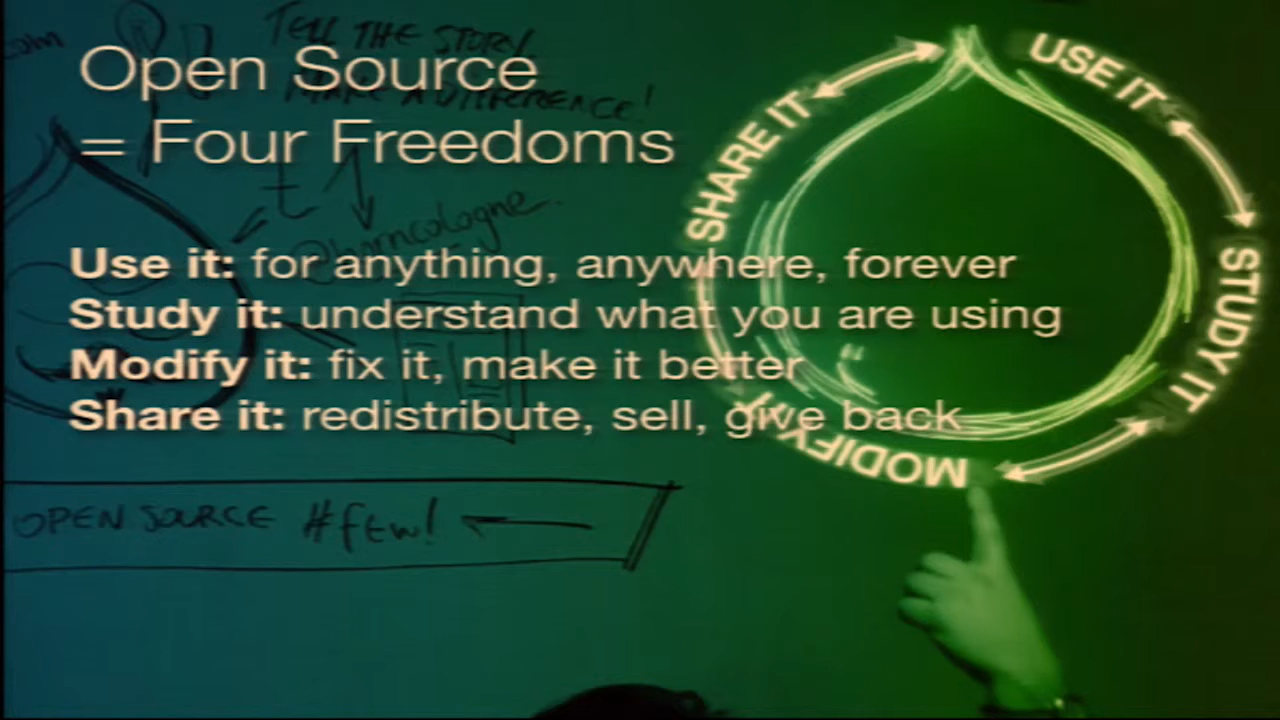 Open Source
= Four Freedoms
Use it: for anything, anywhere, forever
Study it: understand what you are using
Modify it: fix it, make it better
Share it: redistribute, sell, give back
TELL THE STORY
MAKE A DIFFERENCE!
@borncologne
OPEN SOURCE #ftw!
USE IT
STUDY IT
MODIFY IT
SHARE IT